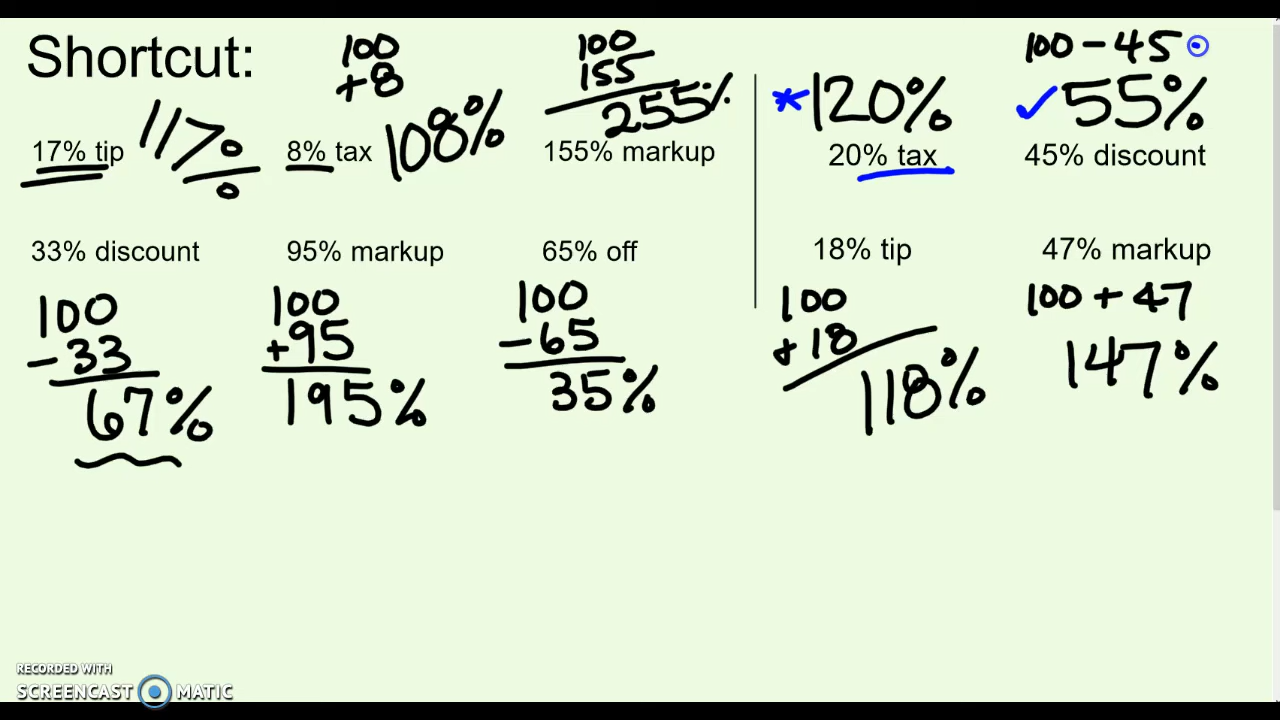 Shortcut:
100
+8
108%
100
155
255%
120%
100 - 45
55%
17% tip
117%
8% tax
155% markup
20% tax
45% discount
33% discount
95% markup
65% off
18% tip
47% markup
100
-33
67%
100
+95
195%
100
-65
35%
100
+18
118%
100 + 47
147%
RECORDED WITH
SCREENCAST MATIC